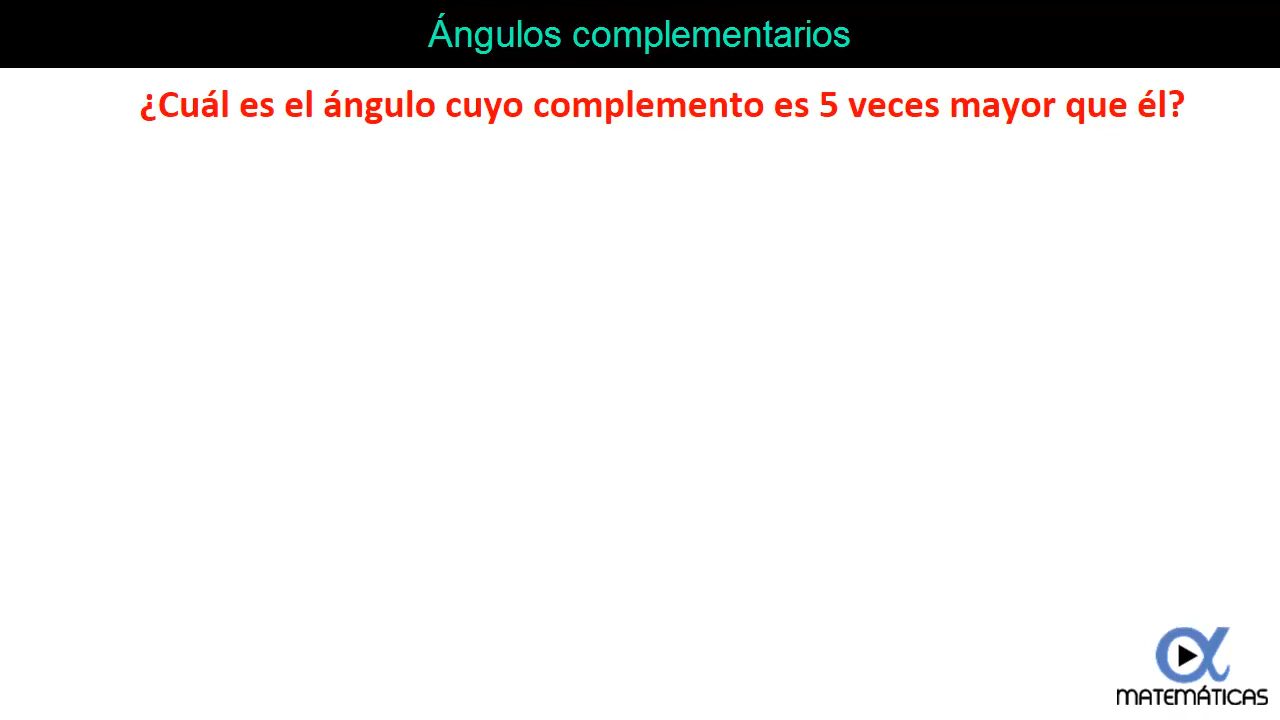 Ángulos complementarios
¿Cuál es el ángulo cuyo complemento es 5 veces mayor que él?
MATEMÁTICAS